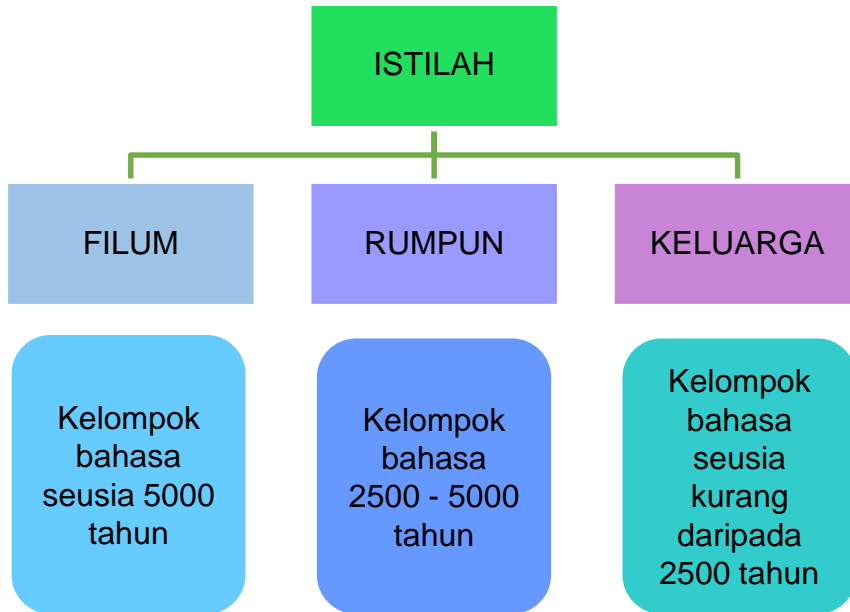 ISTILAH
FILUM
RUMPUN
KELUARGA
Kelompok
bahasa
seusia 5000
tahun
Kelompok
bahasa
2500 - 5000
tahun
Kelompok
bahasa
seusia
kurang
daripada
2500 tahun